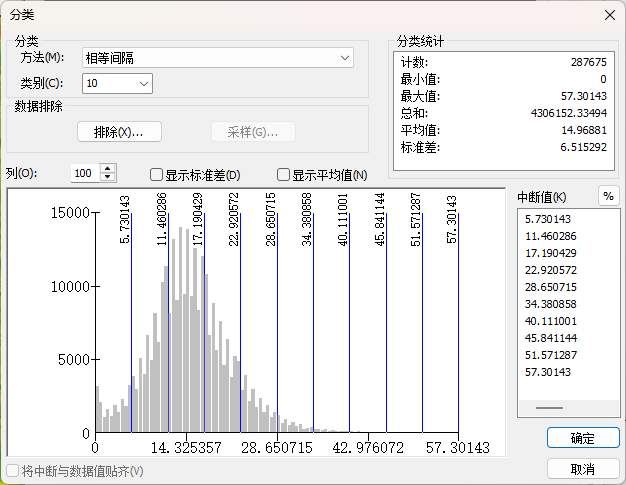 分类
分类
方法(M):
相等间隔
类别(C):
10
数据排除
排除(X)...
采样(G)...
分类统计
计数:
287675
最小值:
0
最大值:
57.30143
总和:
4306152.33494
平均值:
14.96881
标准差:
6.515292
列(O):
100
显示标准差(D)
显示平均值(N)
中断值(K)
%
5.730143
11.460286
17.190429
22.920572
28.650715
34.380858
40.111001
45.841144
51.571287
57.30143
15000
10000
5000
0
0
14.325357
28.650715
42.976072
57.30143
5.730143
11.460286
17.190429
22.920572
28.650715
34.380858
40.111001
45.841144
51.571287
57.30143
将中断与数据值贴齐(V)
确定
取消